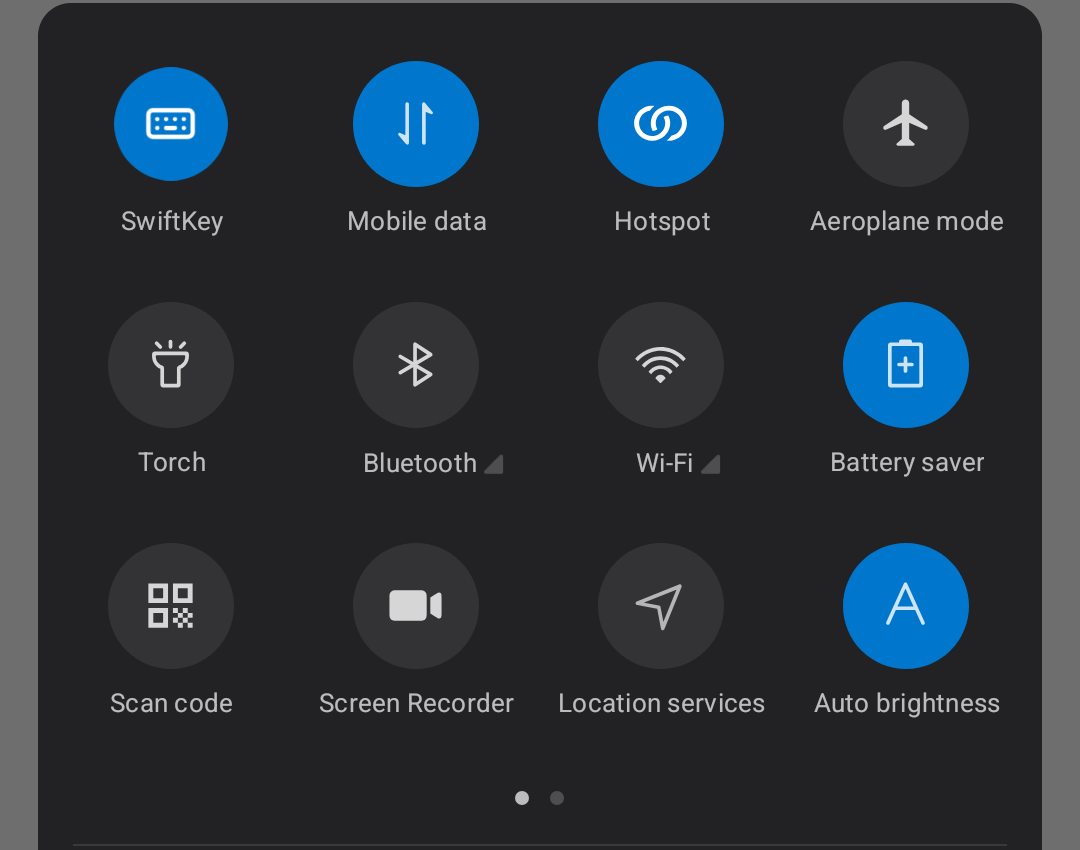 SwiftKey
Mobile data
Hotspot
Aeroplane mode
Torch
Bluetooth
Wi-Fi
Battery saver
Scan code
Screen Recorder
Location services
Auto brightness